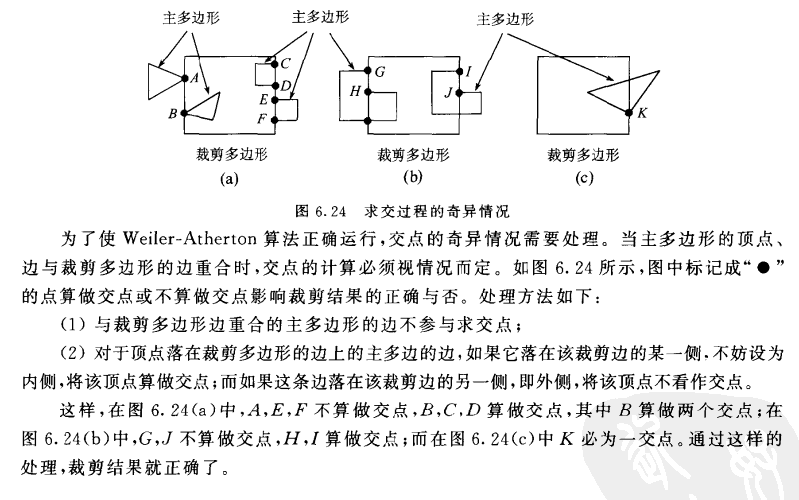 主多边形 主多边形 主多边形
A C D B E F G H I J K
裁剪多边形 裁剪多边形 裁剪多边形
(a) (b) (c)
图 6.24 求交过程的奇异情况
为了使 Weiler-Atherton 算法正确运行,交点的奇异情况需要处理。当主多边形的顶点、
边与裁剪多边形的边重合时,交点的计算必须视情况而定。如图 6.24 所示,图中标记成“●”
的点算做交点或不算做交点影响裁剪结果的正确与否。处理方法如下:
(1) 与裁剪多边形边重合的主多边形的边不参与求交点;
(2) 对于顶点落在裁剪多边形的边上的主多边的边,如果它落在该裁剪边的某一侧,不妨设为
内侧,将该顶点算做交点;而如果这条边落在该裁剪边的另一侧,即外侧,将该顶点不看作交点。
这样,在图 6.24(a)中,A,E,F 不算做交点,B,C,D 算做交点,其中 B 算做两个交点;在
图 6.24(b)中,G,J 不算做交点,H,I 算做交点;而在图 6.24(c)中 K 必为一交点。通过这样的
处理,裁剪结果就正确了。